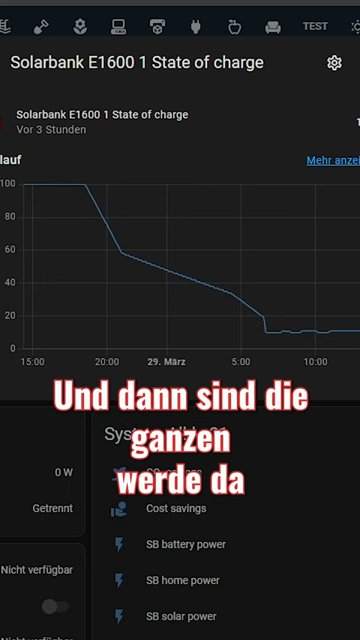 TEST
Solarbank E1600 1 State of charge
Solarbank E1600 1 State of charge
Vor 3 Stunden
1
lauf
Mehr anzei
100
80
60
40
20
0
15:00
20:00
29. März
5:00
10:00
Und dann sind die
ganzen
werde da
0 W
Getrennt
Cost savings
SB battery power
Nicht verfügbar
SB home power
SB solar power